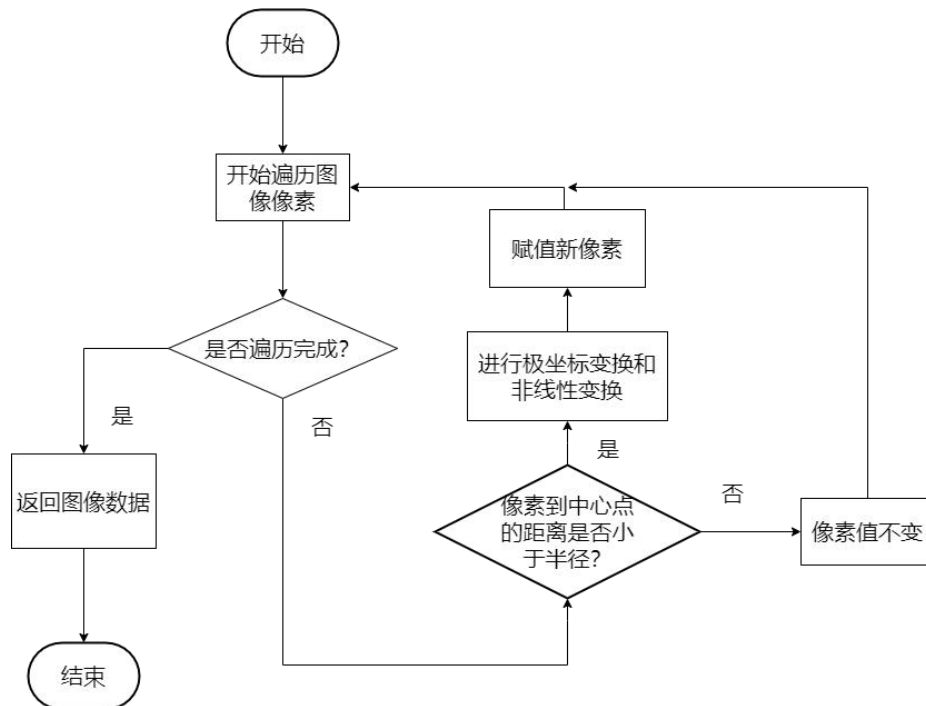 开始
开始遍历图
像像素
是否遍历完成?
是
否
返回图像数据
结束
赋值新像素
进行极坐标变换和
非线性变换
是
像素到中心点
的距离是否小
于半径?
否
像素值不变